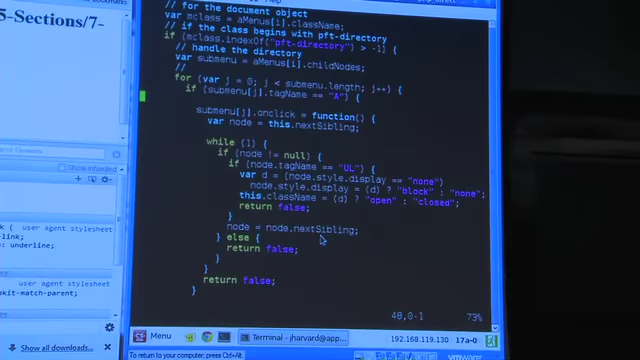 Bookmarks
5-Sections/7-
// for the document object
var mclass = aMenus[i].className;
// if the class begins with pft-directory
if (mclass.indexOf("pft-directory") > -1) {
// handle the directory
var submenu = aMenus[i].childNodes;
//
for (var j = 0; j < submenu.length; j++) {
if (submenu[j].tagName == "A") {
submenu[j].onclick = function() {
var node = this.nextSibling;
while (1) {
if (node != null) {
if (node.tagName == "UL") {
var d = (node.style.display == "none")
node.style.display = (d) ? "block" : "none";
this.className = (d) ? "open" : "closed";
return false;
}
node = node.nextSibling;
} else {
return false;
}
}
return false;
}
48,0-1 73%
Show inherited
user agent stylesheet
-link;
: underline;
user agent stylesheet
Show all downloads...
Menu
Terminal - jharvard@app
192.168.119.130 17a-0
To return to your computer, press Ctrl+Alt.
vmware